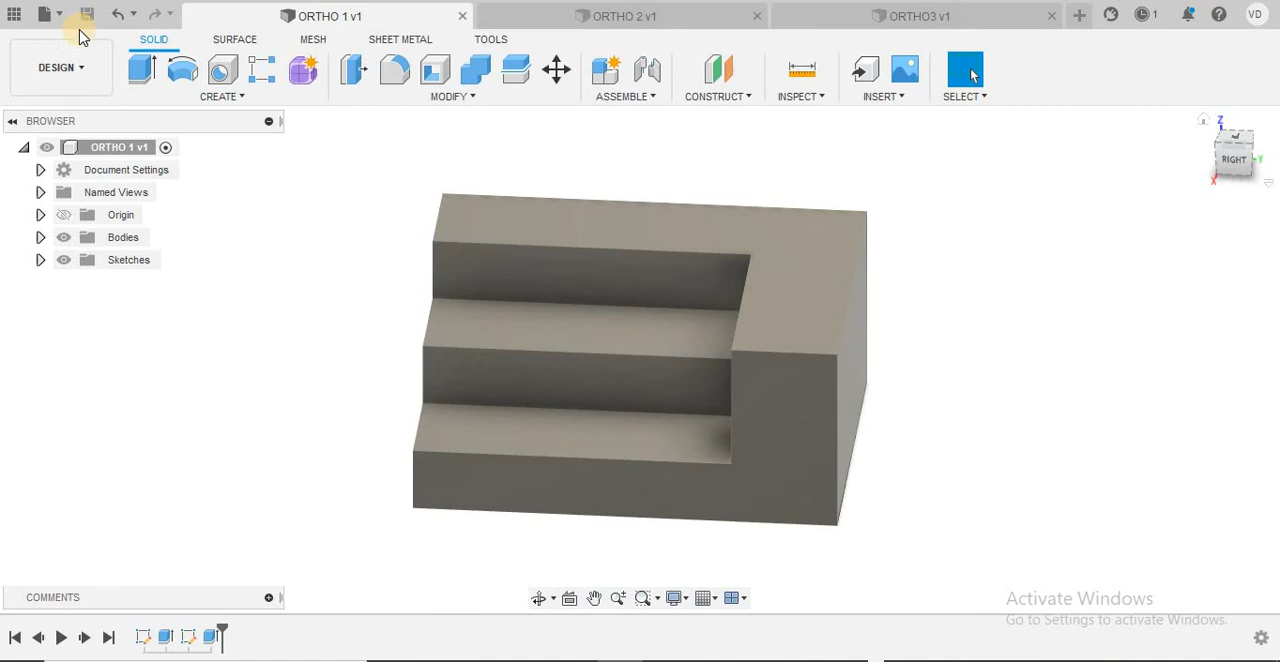 ORTHO 1 v1
ORTHO 2 v1
ORTHO3 v1
1
VD
DESIGN
SOLID
SURFACE
MESH
SHEET METAL
TOOLS
CREATE
MODIFY
ASSEMBLE
CONSTRUCT
INSPECT
INSERT
SELECT
BROWSER
ORTHO 1 v1
Document Settings
Named Views
Origin
Bodies
Sketches
Z
RIGHT
Y
X
COMMENTS
Activate Windows
Go to Settings to activate Windows.